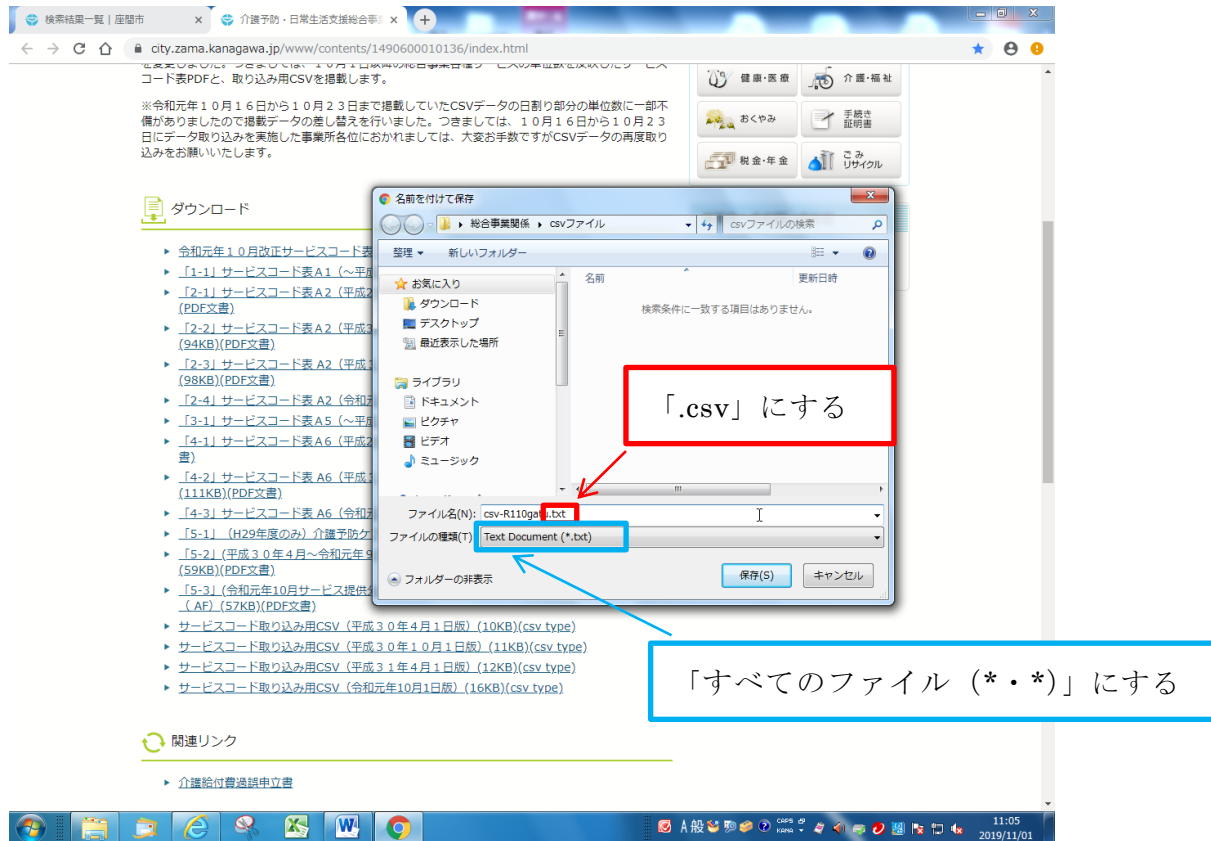 検索結果一覧 | 座間市
介護予防・日常生活支援総合事
city.zama.kanagawa.jp/www/contents/1490600010136/index.html
コード表PDFと、取り込み用CSVを掲載します。
※令和元年１０月１６日から１０月２３日まで掲載していたCSVデータの日割り部分の単位数に一部不
備がありましたので掲載データの差し替えを行いました。つきましては、１０月１６日から１０月２３
日にデータ取り込みを実施した事業所各位におかれましては、大変お手数ですがCSVデータの再度取り
込みをお願いいたします。
健康・医療
介護・福祉
おくやみ
手続き
証明書
税金・年金
ごみ
リサイクル
ダウンロード
令和元年１０月改正サービスコード表
「1-1」サービスコード表A１（～平
「2-1」サービスコード表A２（平成2
(PDF文書)
「2-2」サービスコード表A２（平成3
(94KB)(PDF文書)
「2-3」サービスコード表 A2（平成
(98KB)(PDF文書)
「2-4」サービスコード表 A2（令和
「3-1」サービスコード表A５（～平
「4-1」サービスコード表A６（平成2
書)
「4-2」サービスコード表 A6（平成
(111KB)(PDF文書)
「4-3」サービスコード表 A6（令和
「5-1」（H29年度のみ）介護予防ケ
「5-2」(平成３０年４月～令和元年９
(59KB)(PDF文書)
「5-3」(令和元年10月サービス提供
（ AF）(57KB)(PDF文書)
サービスコード取り込み用CSV（平成３０年４月１日版）(10KB)(csv type)
サービスコード取り込み用CSV（平成３０年１０月１日版）(11KB)(csv type)
サービスコード取り込み用CSV（平成３１年４月１日版）(12KB)(csv type)
サービスコード取り込み用CSV（令和元年10月1日版）(16KB)(csv type)
関連リンク
介護給付費過誤申立書
名前を付けて保存
総合事業関係
csvファイル
csvファイルの検索
整理
新しいフォルダー
お気に入り
ダウンロード
デスクトップ
最近表示した場所
ライブラリ
ドキュメント
ピクチャ
ビデオ
ミュージック
名前
更新日時
検索条件に一致する項目はありません。
ファイル名(N):
csv-R110gatu.txt
ファイルの種類(T):
Text Document (*.txt)
フォルダーの非表示
保存(S)
キャンセル
「.csv」にする
「すべてのファイル（*・*)」にする
A 般
CAPS
KANA
11:05
2019/11/01